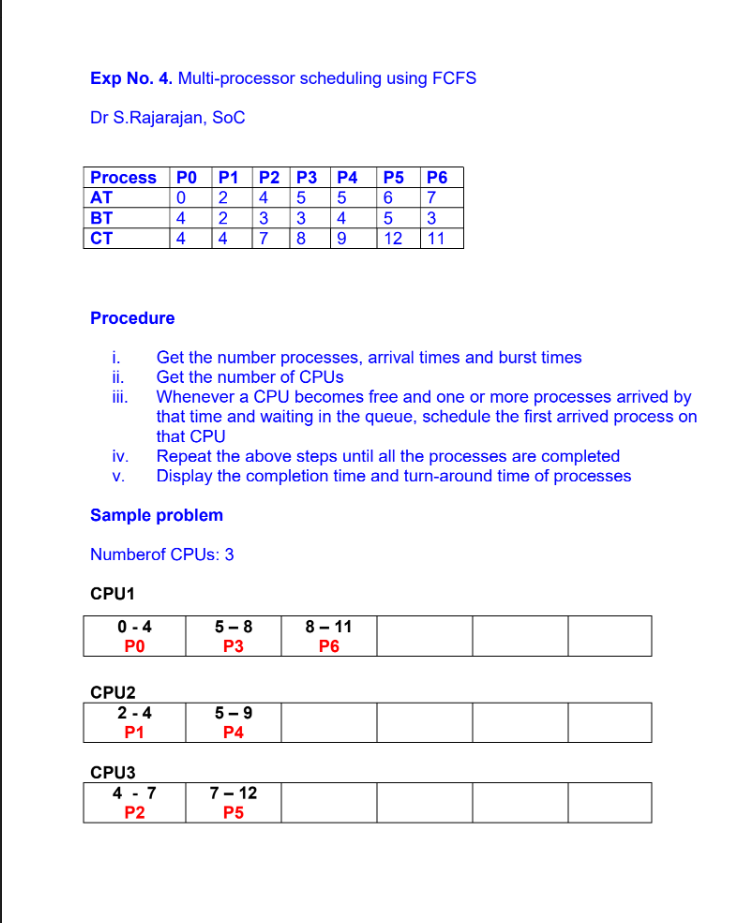 Exp No. 4. Multi-processor scheduling using FCFS
Dr S.Rajarajan, SoC
Process P0 P1 P2 P3 P4 P5 P6
AT 0 2 4 5 5 6 7
BT 4 2 3 3 4 5 3
CT 4 4 7 8 9 12 11
Procedure
i. Get the number processes, arrival times and burst times
ii. Get the number of CPUs
iii. Whenever a CPU becomes free and one or more processes arrived by
that time and waiting in the queue, schedule the first arrived process on
that CPU
iv. Repeat the above steps until all the processes are completed
v. Display the completion time and turn-around time of processes
Sample problem
Numberof CPUs: 3
CPU1
0 - 4 5 – 8 8 – 11
P0 P3 P6
CPU2
2 - 4 5 – 9
P1 P4
CPU3
4 - 7 7 – 12
P2 P5